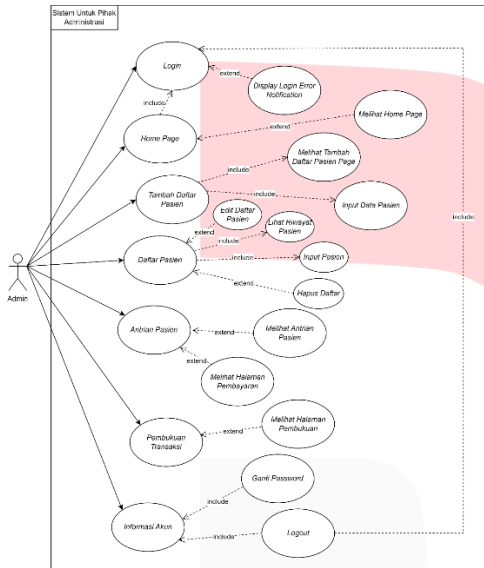 Sistem Untuk Pihak
Administrasi
Login
extend
Display Login Error
Notification
include
Home Page
extend
Melihat Home Page
Melihat Tambah
Daftar Pasien Page
include
Tambah Daftar
Pasien
include
Input Data Pasien
include
Edit Daftar
Pasien
Lihat Riwayat
Pasien
extend
include
Daftar Pasien
include
Input Pasien
extend
Hapus Daftar
Admin
Antrian Pasien
extend
Melihat Antrian
Pasien
extend
Melihat Halaman
Pembayaran
Pembukuan
Transaksi
extend
Melihat Halaman
Pembukuan
Ganti Password
include
Informasi Akun
include
Logout